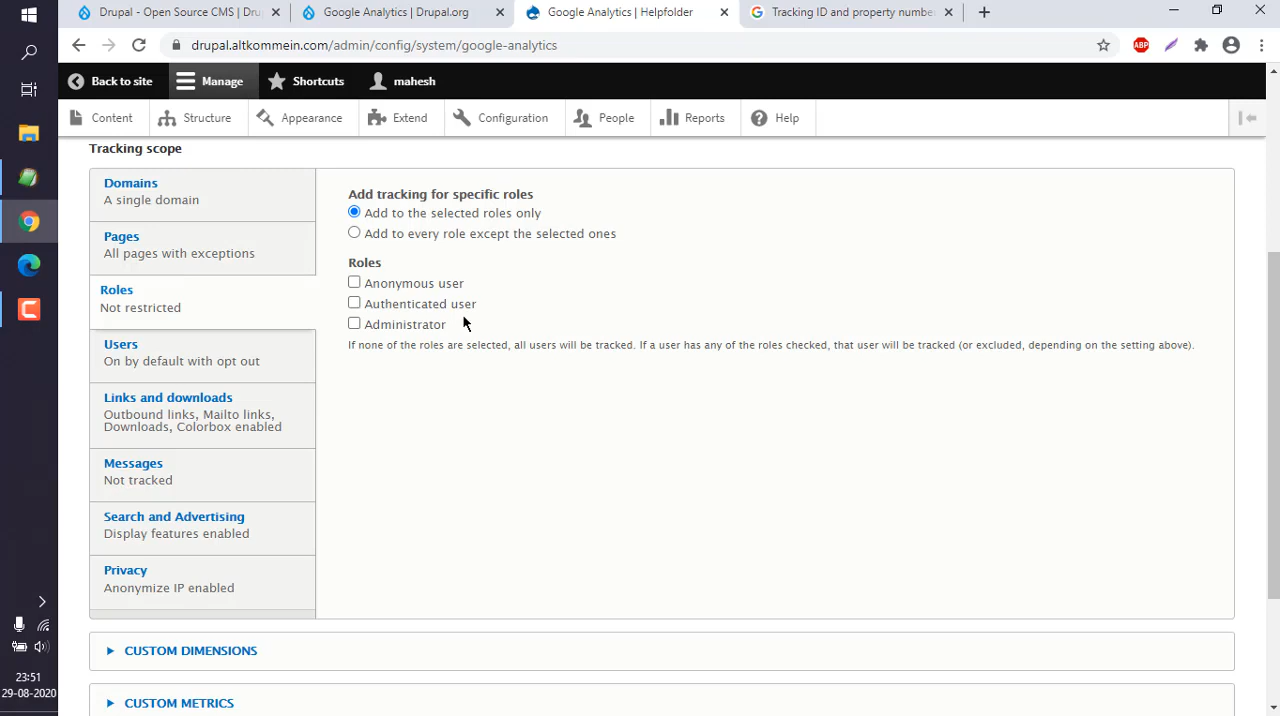 Drupal - Open Source CMS | Dru
Google Analytics | Drupal.org
Google Analytics | Helpfolder
Tracking ID and property numbe
drupal.altkommein.com/admin/config/system/google-analytics
ABP
Back to site
Manage
Shortcuts
mahesh
Content
Structure
Appearance
Extend
Configuration
People
Reports
Help
Tracking scope
Domains
A single domain
Pages
All pages with exceptions
Roles
Not restricted
Users
On by default with opt out
Links and downloads
Outbound links, Mailto links,
Downloads, Colorbox enabled
Messages
Not tracked
Search and Advertising
Display features enabled
Privacy
Anonymize IP enabled
Add tracking for specific roles
Add to the selected roles only
Add to every role except the selected ones
Roles
Anonymous user
Authenticated user
Administrator
If none of the roles are selected, all users will be tracked. If a user has any of the roles checked, that user will be tracked (or excluded, depending on the setting above).
CUSTOM DIMENSIONS
CUSTOM METRICS
23:51
29-08-2020